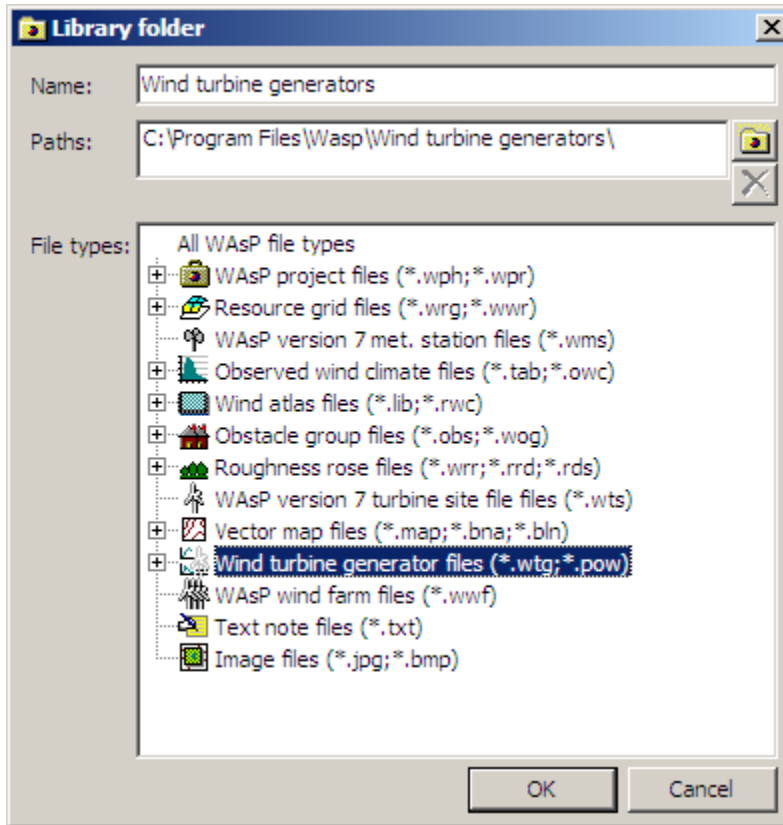 Library folder
Name:
Wind turbine generators
Paths:
C:\Program Files\Wasp\Wind turbine generators\
File types:
All WAsP file types
WAsP project files (*.wph;*.wpr)
Resource grid files (*.wrg;*.wwr)
WAsP version 7 met. station files (*.wms)
Observed wind climate files (*.tab;*.owc)
Wind atlas files (*.lib;*.rwc)
Obstacle group files (*.obs;*.wog)
Roughness rose files (*.wrr;*.rrd;*.rds)
WAsP version 7 turbine site file files (*.wts)
Vector map files (*.map;*.bna;*.bln)
Wind turbine generator files (*.wtg;*.pow)
WAsP wind farm files (*.wwf)
Text note files (*.txt)
Image files (*.jpg;*.bmp)
OK
Cancel